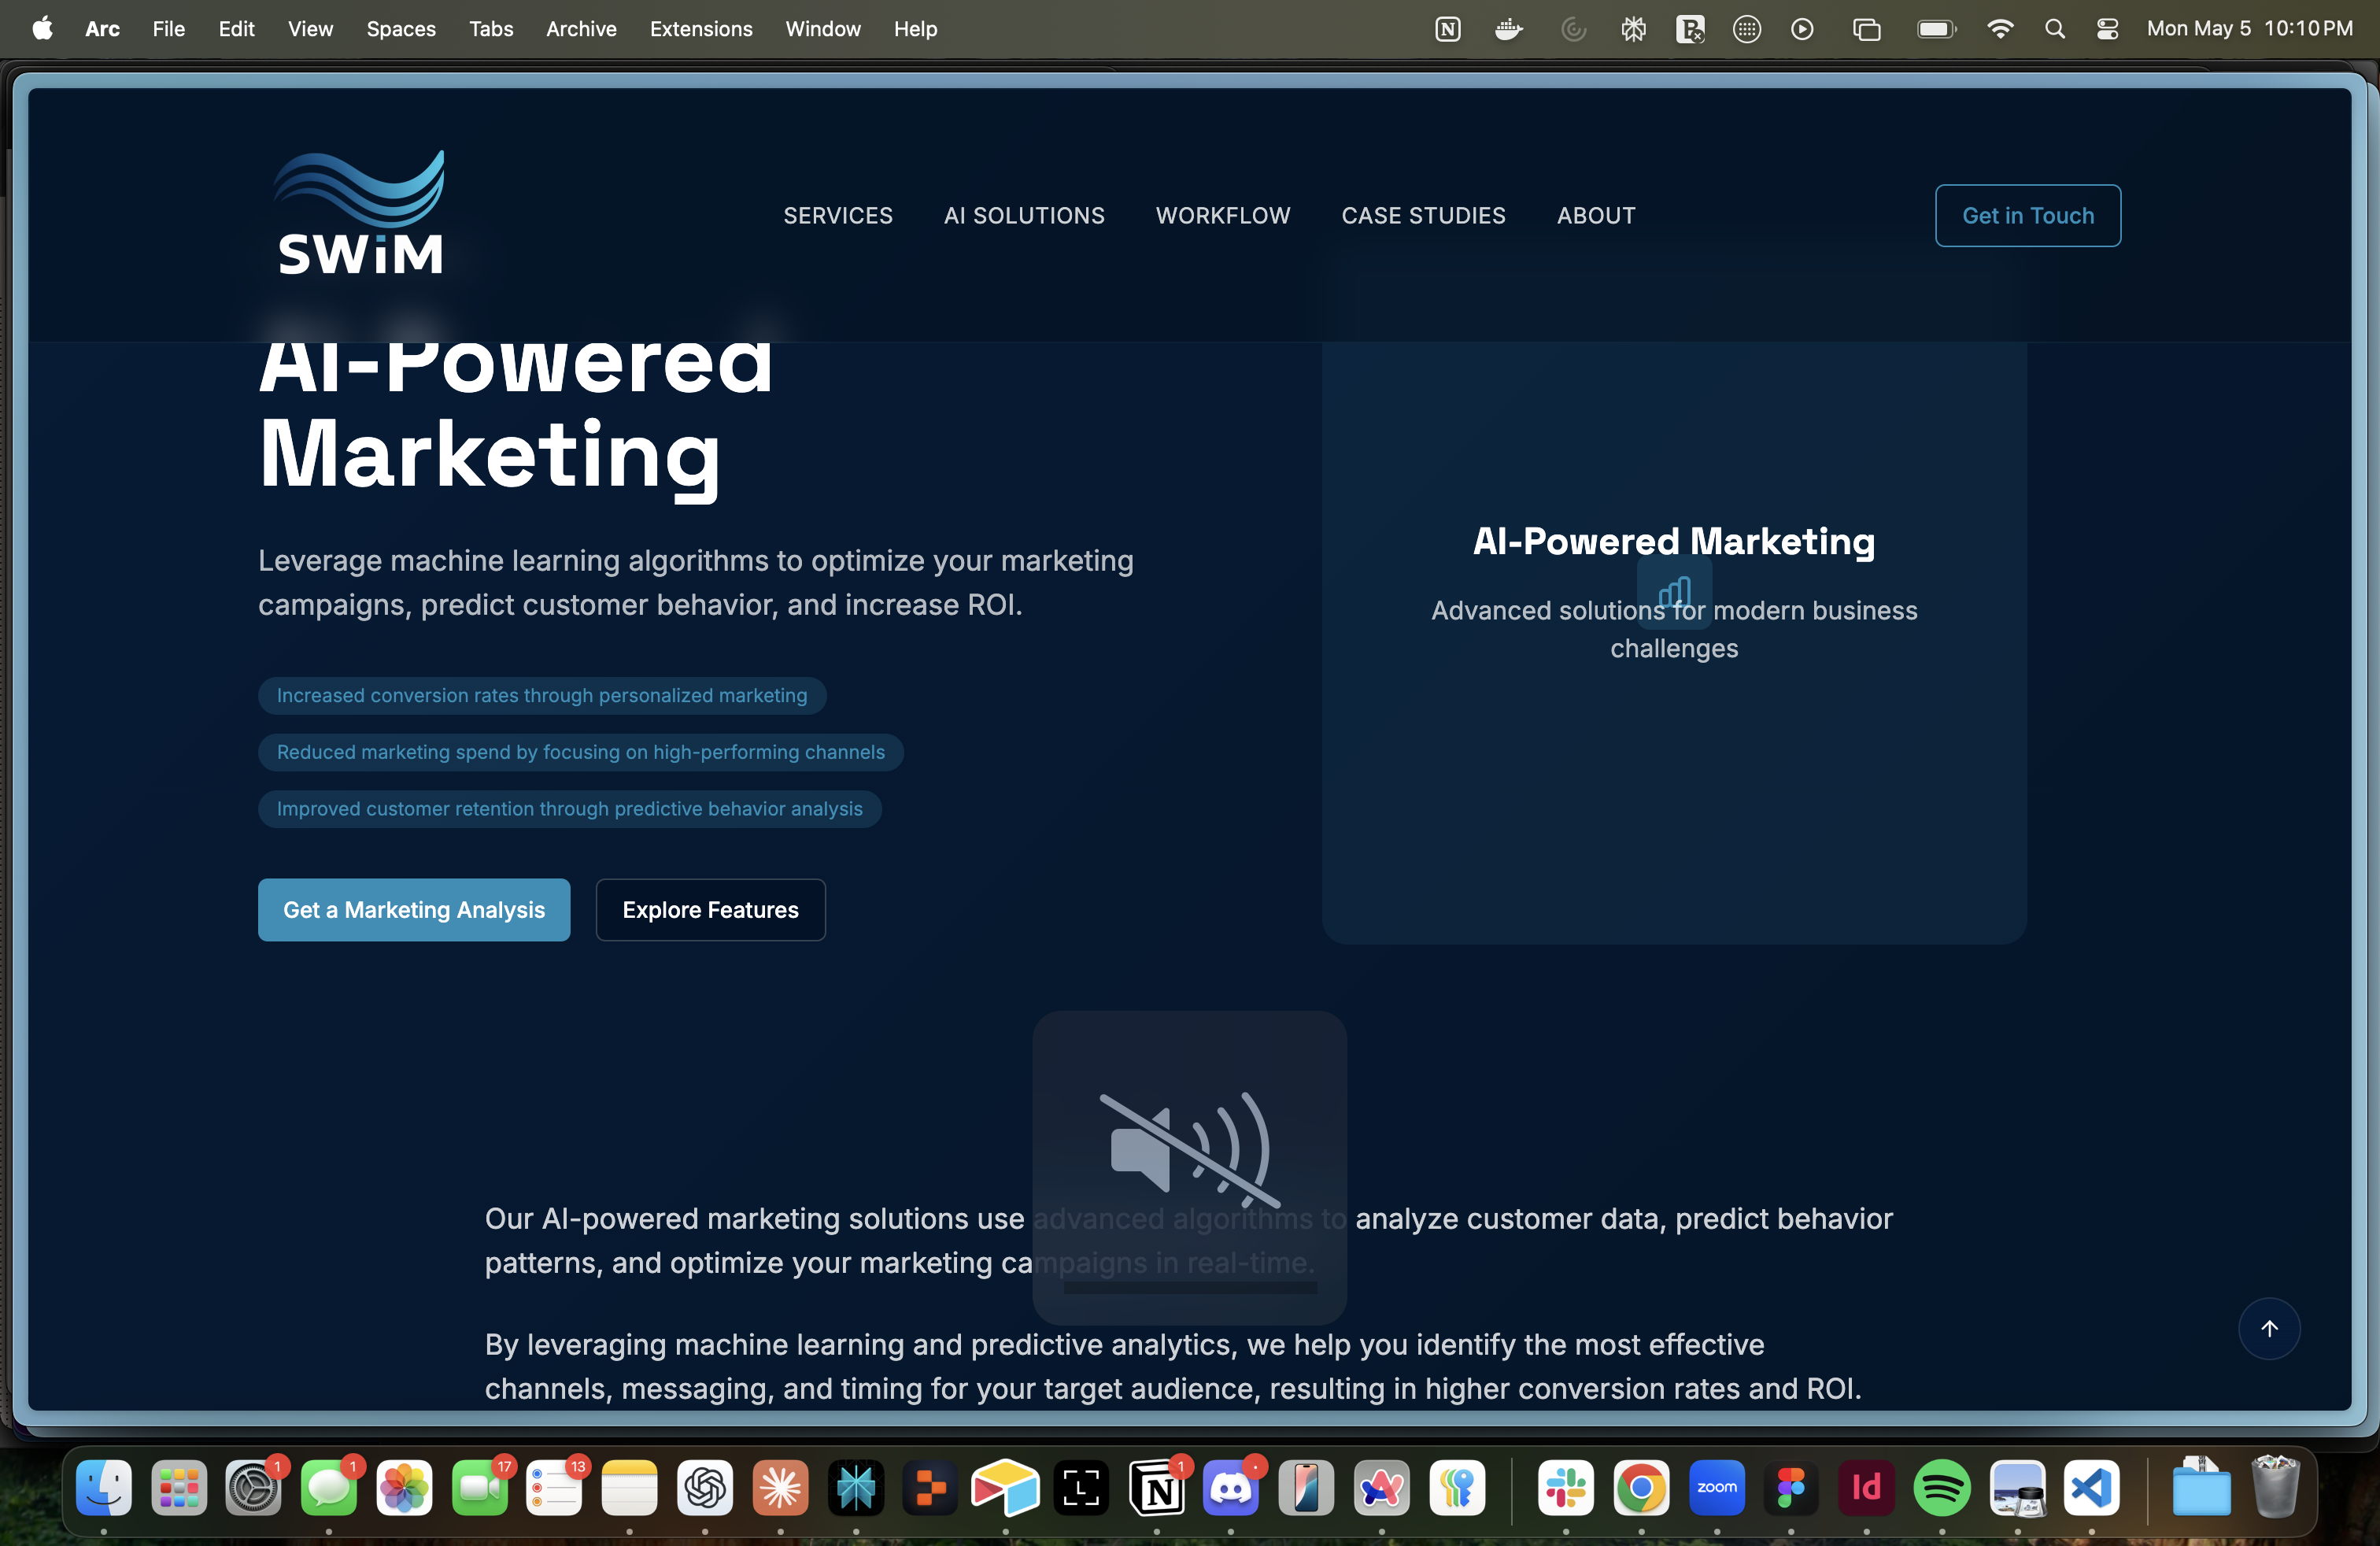 Arc File Edit View Spaces Tabs Archive Extensions Window Help Mon May 5 10:10 PM
SWiM
SERVICES AI SOLUTIONS WORKFLOW CASE STUDIES ABOUT
Get in Touch
AI-Powered
Marketing
Leverage machine learning algorithms to optimize your marketing
campaigns, predict customer behavior, and increase ROI.
Increased conversion rates through personalized marketing
Reduced marketing spend by focusing on high-performing channels
Improved customer retention through predictive behavior analysis
Get a Marketing Analysis Explore Features
AI-Powered Marketing
Advanced solutions for modern business
challenges
Our AI-powered marketing solutions use advanced algorithms to analyze customer data, predict behavior
patterns, and optimize your marketing campaigns in real-time.
By leveraging machine learning and predictive analytics, we help you identify the most effective
channels, messaging, and timing for your target audience, resulting in higher conversion rates and ROI.
1 1 17 13 1
zoom Id